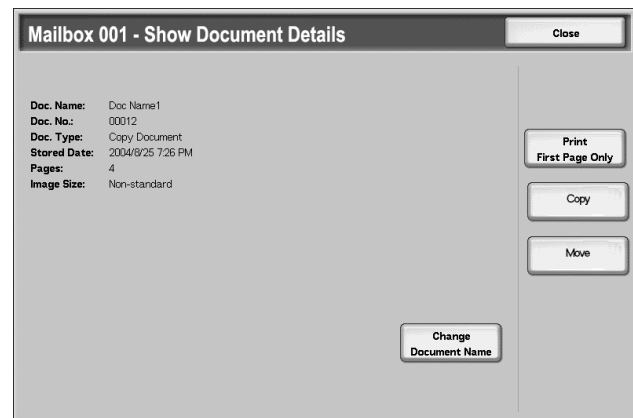 Mailbox 001 - Show Document Details
Close
Doc. Name: Doc Name1
Doc. No.: 00012
Doc. Type: Copy Document
Stored Date: 2004/8/25 7:26 PM
Pages: 4
Image Size: Non-standard
Print
First Page Only
Copy
Move
Change
Document Name